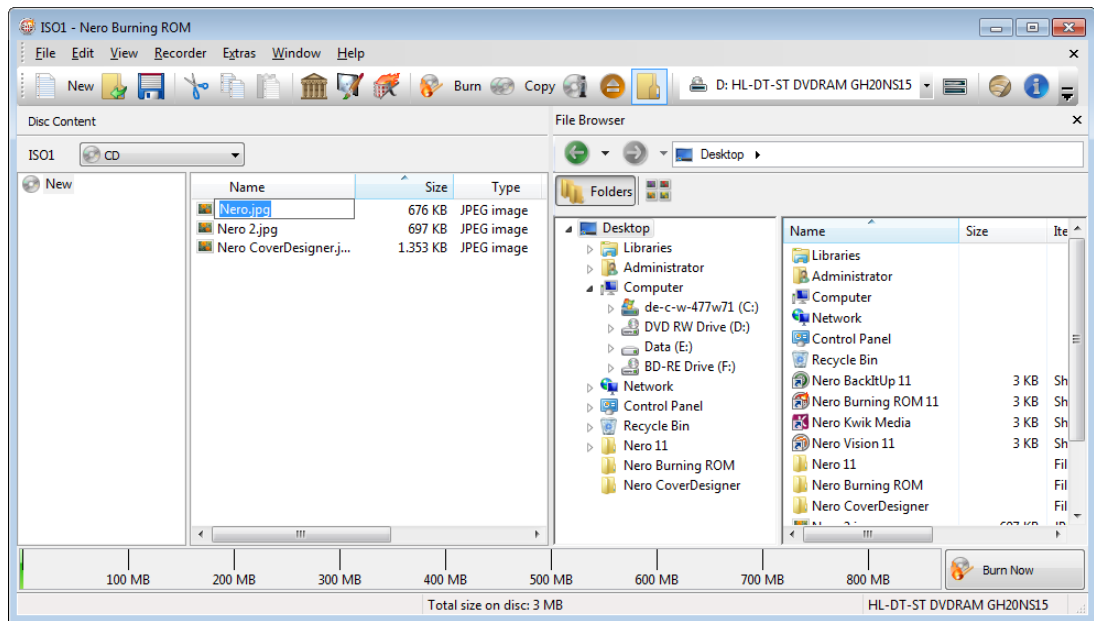 ISO1 - Nero Burning ROM
File Edit View Recorder Extras Window Help
New Burn Copy D: HL-DT-ST DVDRAM GH20NS15
Disc Content
File Browser
ISO1 CD
Desktop
New
Name Size Type
Nero.jpg 676 KB JPEG image
Nero 2.jpg 697 KB JPEG image
Nero CoverDesigner.j... 1.353 KB JPEG image
Folders
Desktop
Libraries
Administrator
Computer
de-c-w-477w71 (C:)
DVD RW Drive (D:)
Data (E:)
BD-RE Drive (F:)
Network
Control Panel
Recycle Bin
Nero 11
Nero Burning ROM
Nero CoverDesigner
Name Size Ite
Libraries
Administrator
Computer
Network
Control Panel
Recycle Bin
Nero BackItUp 11 3 KB Sh
Nero Burning ROM 11 3 KB Sh
Nero Kwik Media 3 KB Sh
Nero Vision 11 3 KB Sh
Nero 11 Fil
Nero Burning ROM Fil
Nero CoverDesigner Fil
100 MB 200 MB 300 MB 400 MB 500 MB 600 MB 700 MB 800 MB
Burn Now
Total size on disc: 3 MB
HL-DT-ST DVDRAM GH20NS15